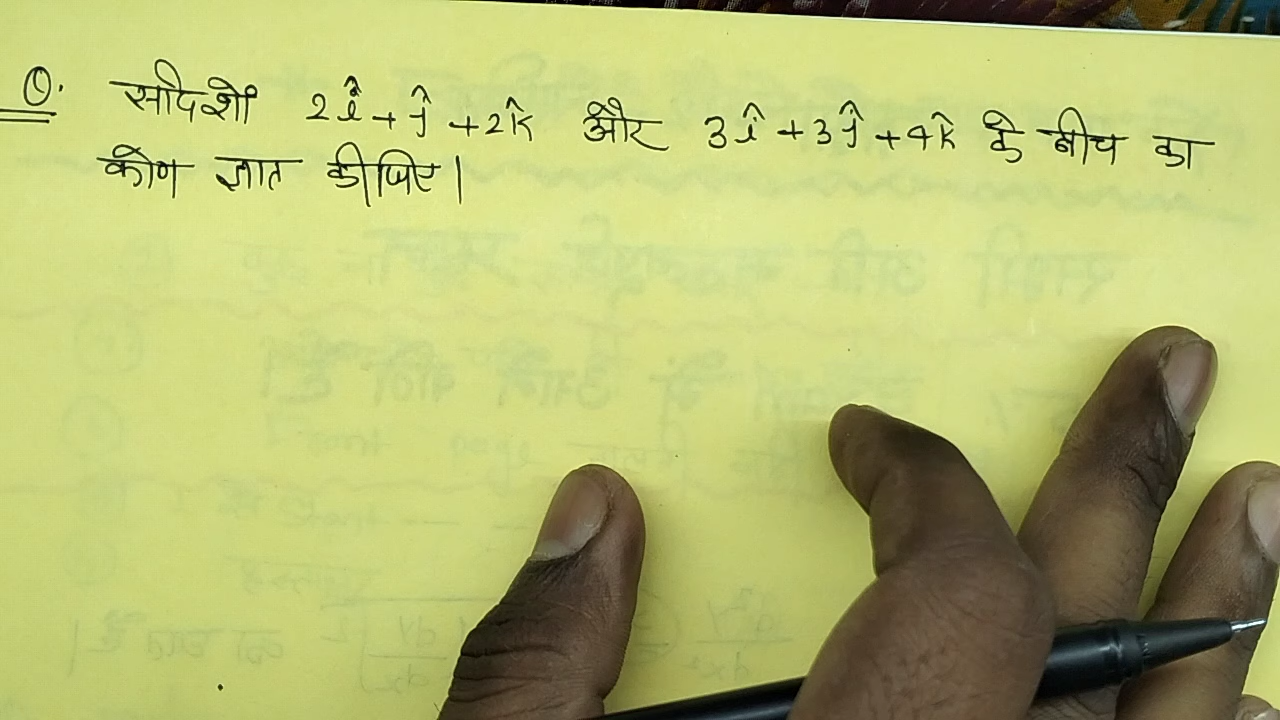 Q. सदिशों 2î + ĵ + 2k̂ और 3î + 3ĵ + 4k̂ के बीच का
कोण ज्ञात कीजिए।